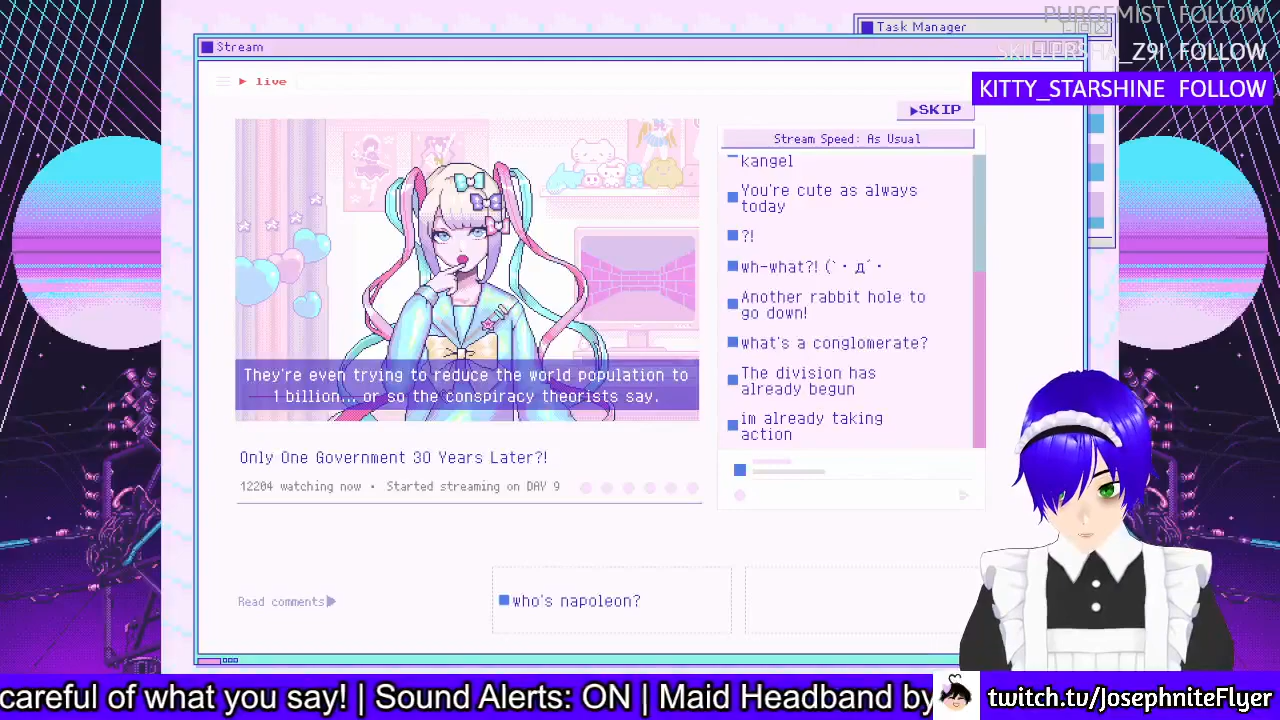 PURGEMIST FOLLOW
Task Manager
Stream
SKILLERSHA_Z9I FOLLOW
live
KITTY_STARSHINE FOLLOW
▶SKIP
Stream Speed: As Usual
kangel
You're cute as always
today
?!
wh-what?! (`・д´・
Another rabbit hole to
go down!
what's a conglomerate?
The division has
already begun
im already taking
action
They're even trying to reduce the world population to
1 billion... or so the conspiracy theorists say.
Only One Government 30 Years Later?!
12204 watching now • Started streaming on DAY 9
Read comments▶
who's napoleon?
careful of what you say! | Sound Alerts: ON | Maid Headband by
twitch.tv/JosephniteFlyer